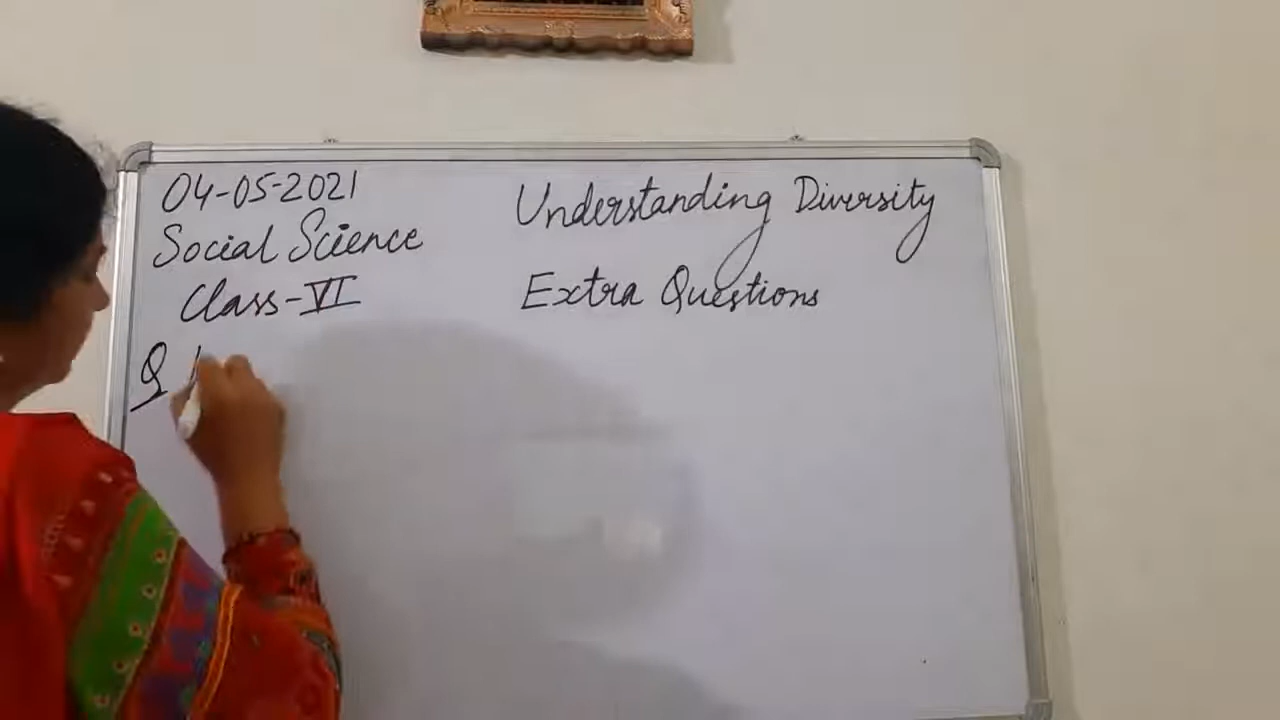 04-05-2021
Social Science
Class-VI
Understanding Diversity
Extra Questions
Q